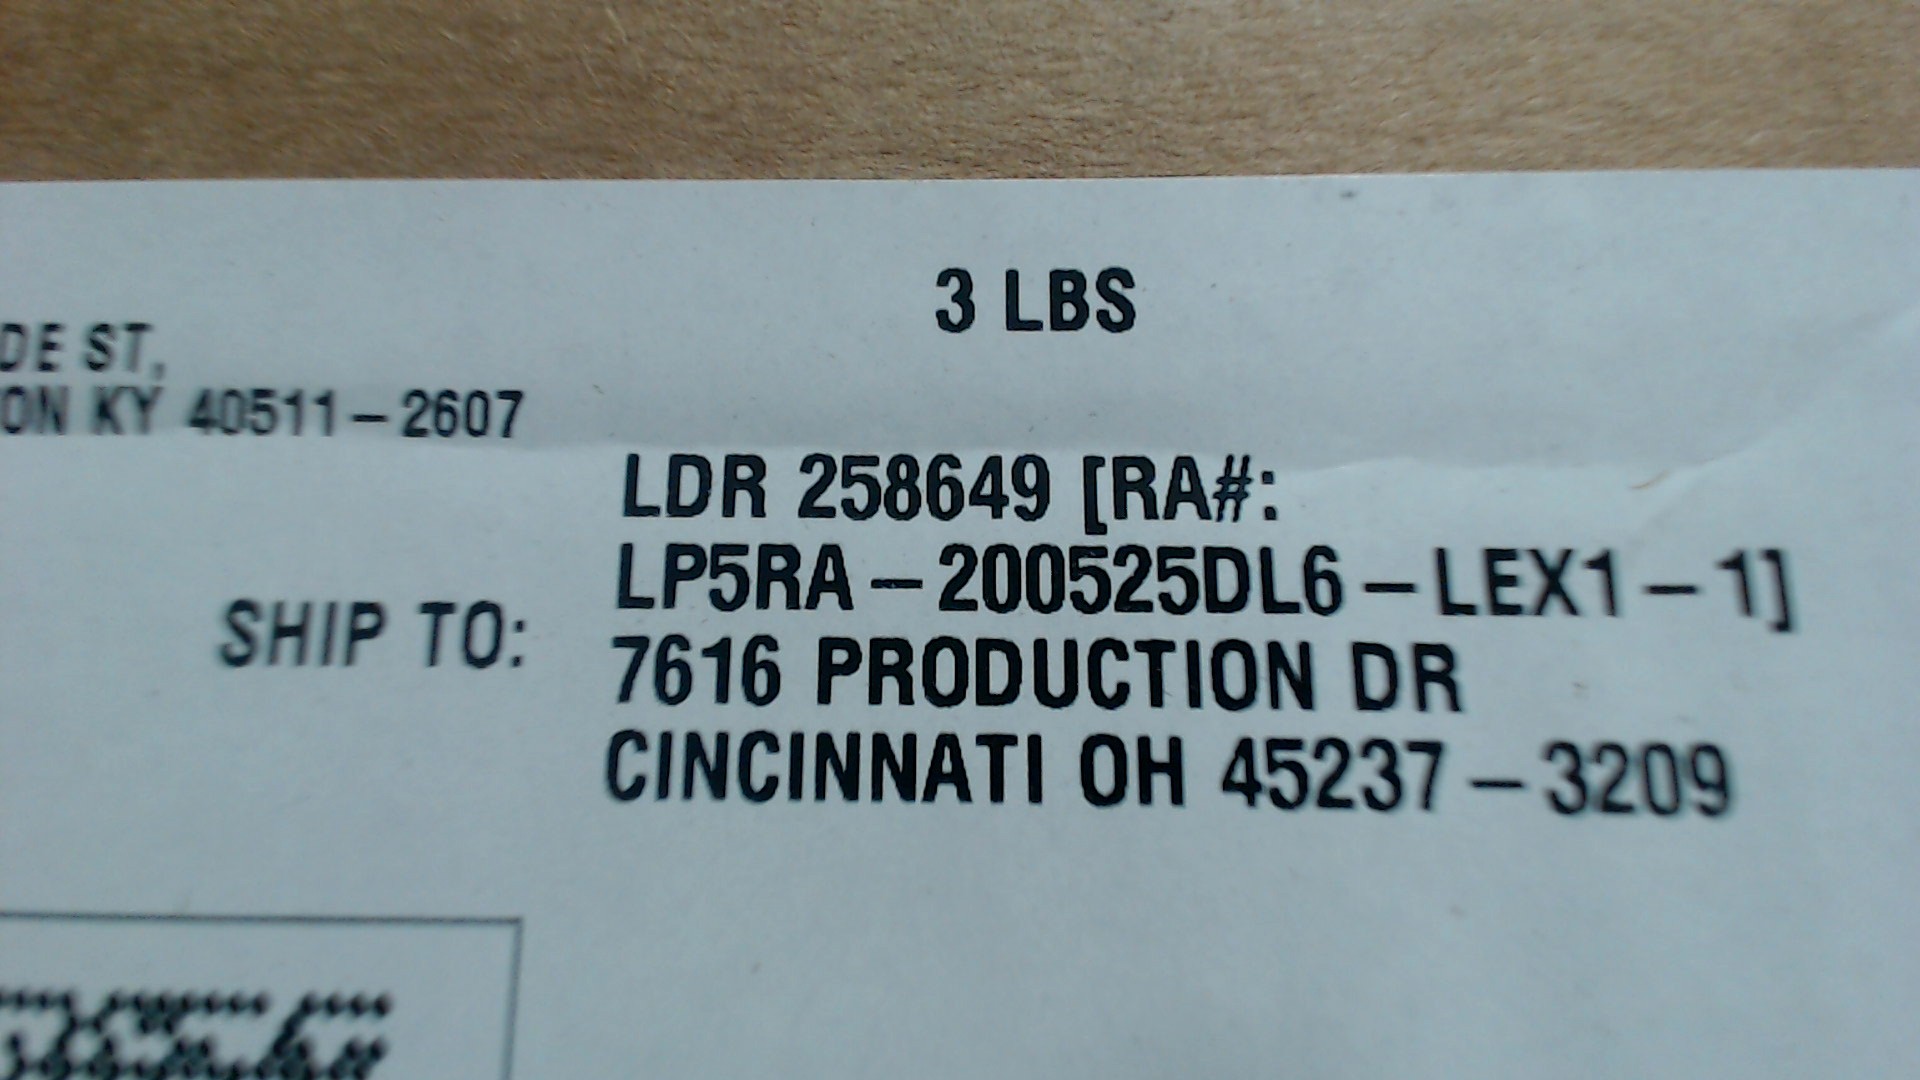 3 LBS
DE ST,
ON KY 40511-2607
LDR 258649 [RA#:
LP5RA-200525DL6-LEX1-1]
SHIP TO:
7616 PRODUCTION DR
CINCINNATI OH 45237-3209